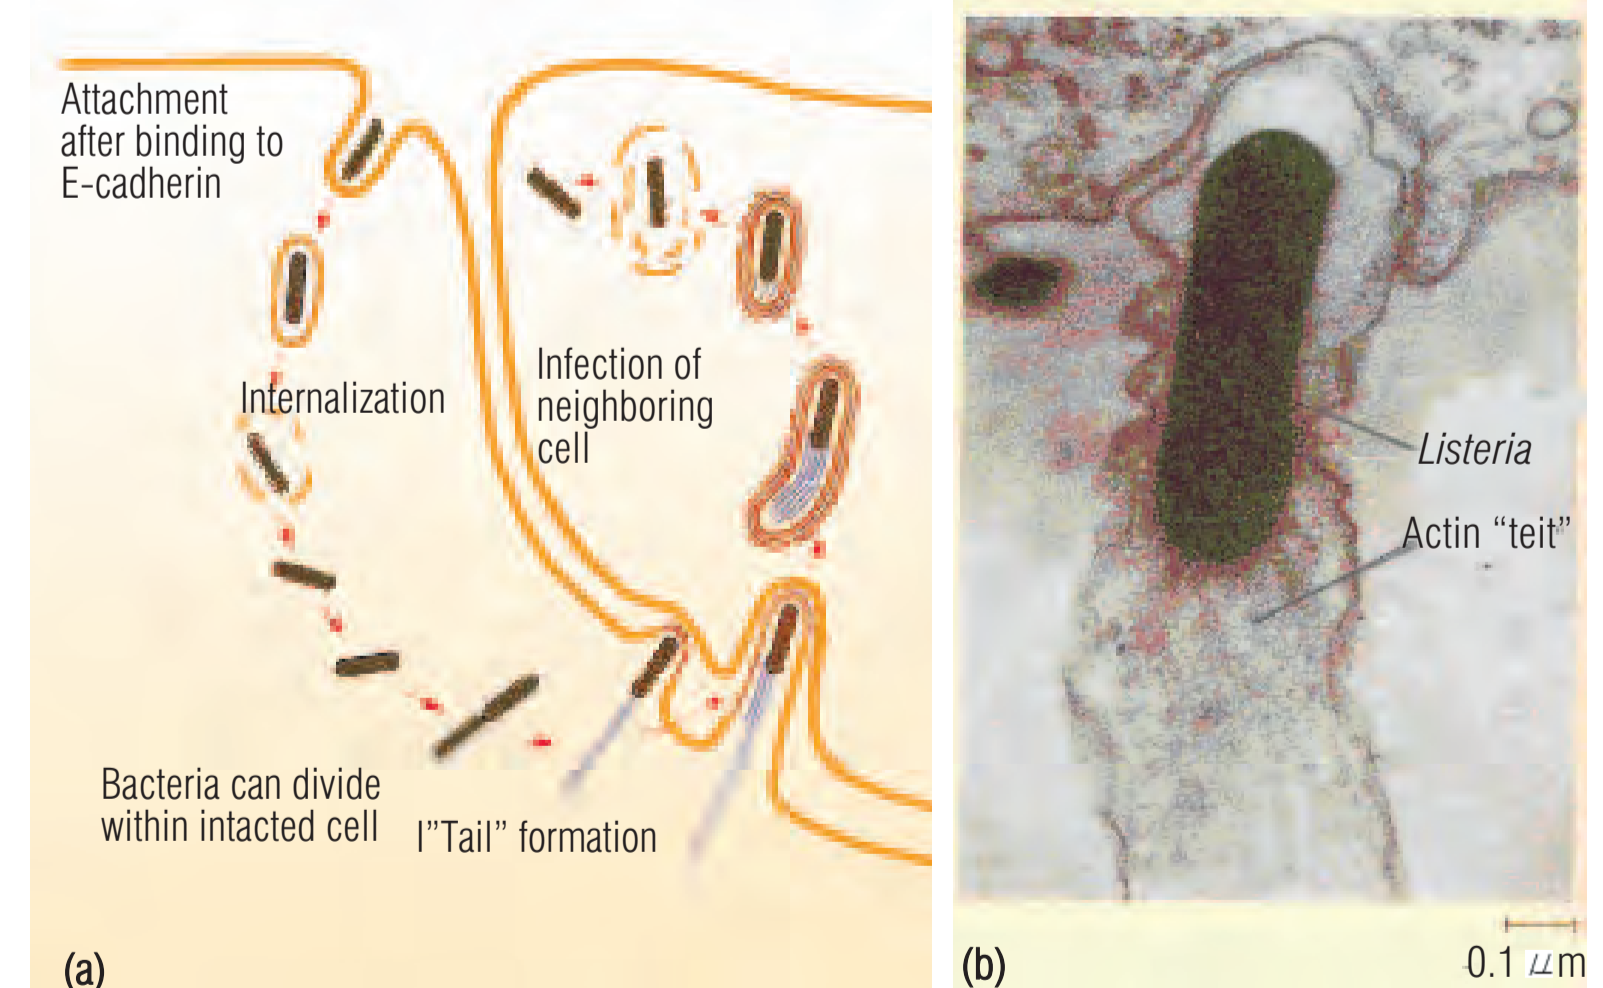 Attachment
after binding to
E-cadherin
Internalization
Infection of
neighboring
cell
Bacteria can divide
within intacted cell
l”Tail” formation
(a)
Listeria
Actin “teit”
(b)
0.1 μm